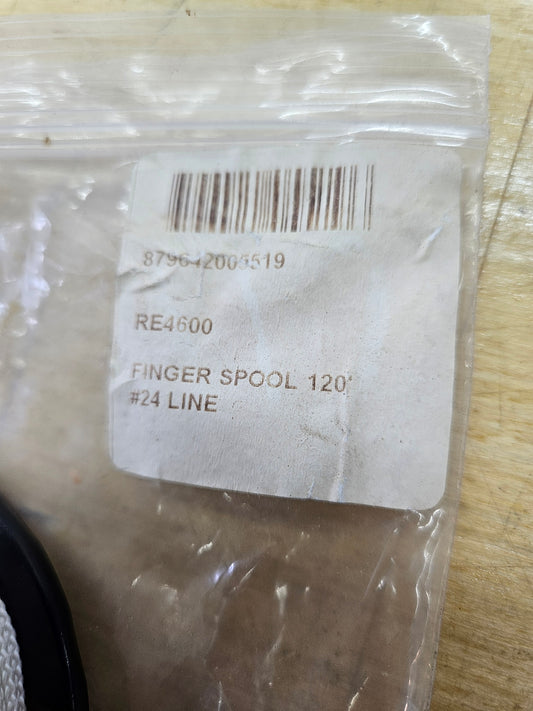 879642005519
RE4600
FINGER SPOOL 120'
#24 LINE